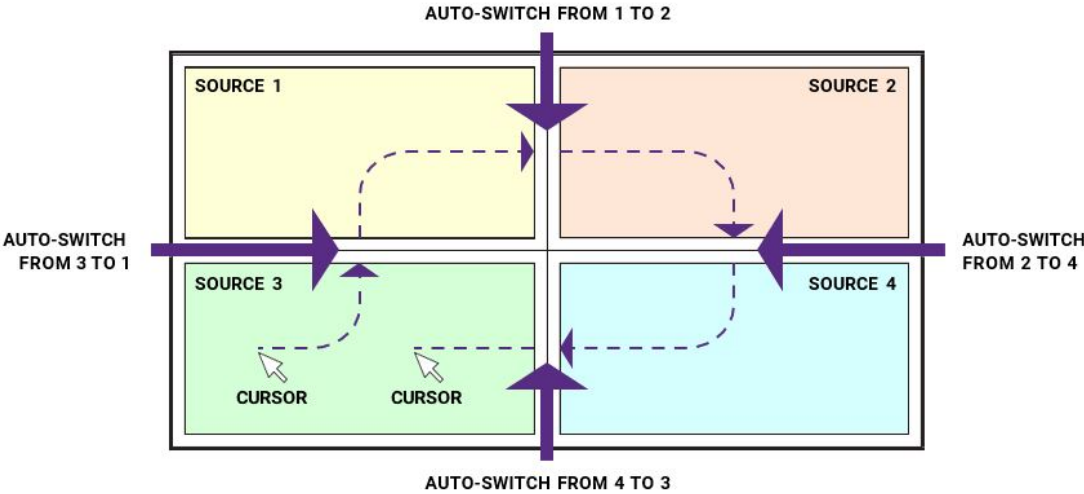 AUTO-SWITCH FROM 1 TO 2
SOURCE 1
SOURCE 2
AUTO-SWITCH
FROM 3 TO 1
AUTO-SWITCH
FROM 2 TO 4
SOURCE 3
SOURCE 4
CURSOR
CURSOR
AUTO-SWITCH FROM 4 TO 3